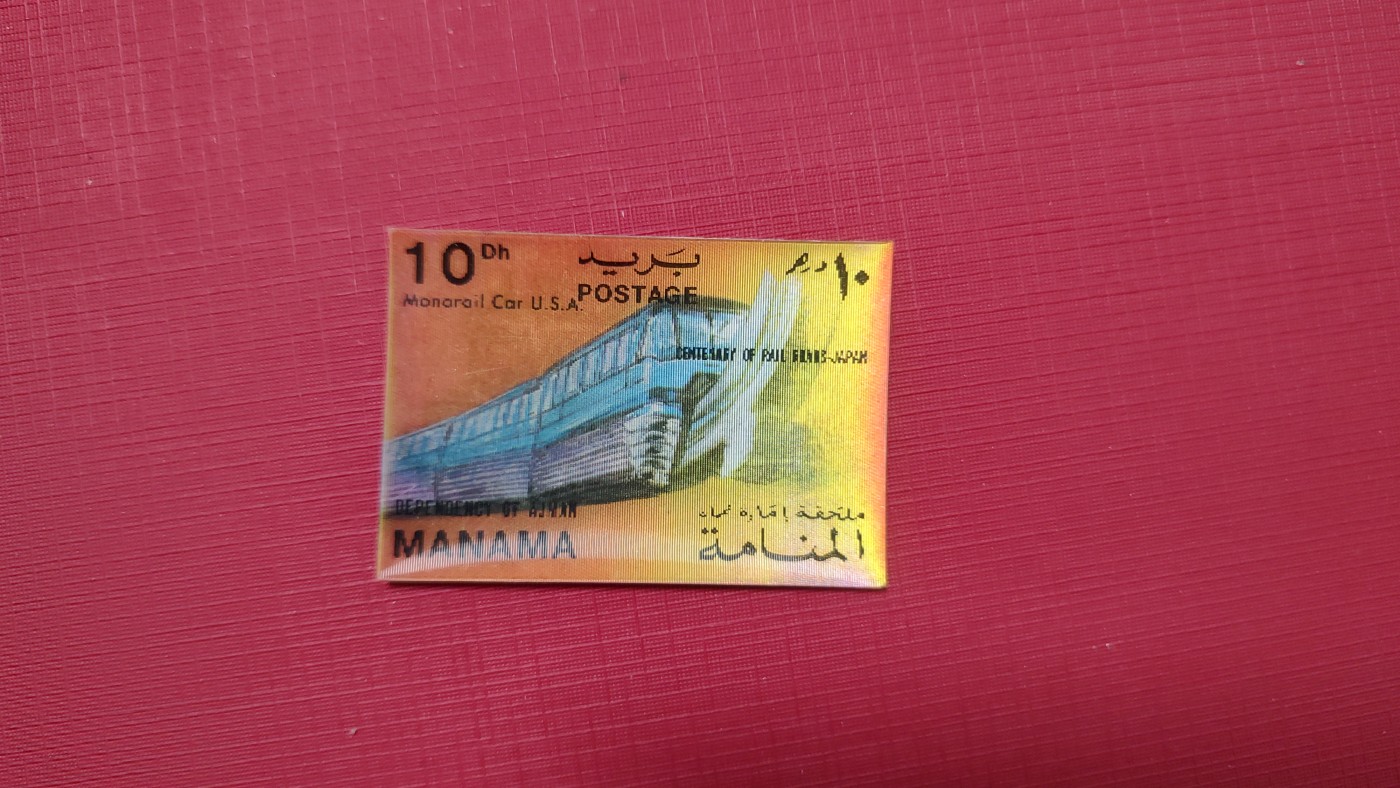 10 Dh
بريد
١٠ درهم
Monorail Car U.S.A.
POSTAGE
CENTENARY OF RAIL JAPAN
DEPENDENCY OF AJMAN
MANAMA
ملحقة إمارة عجمان
المنامة